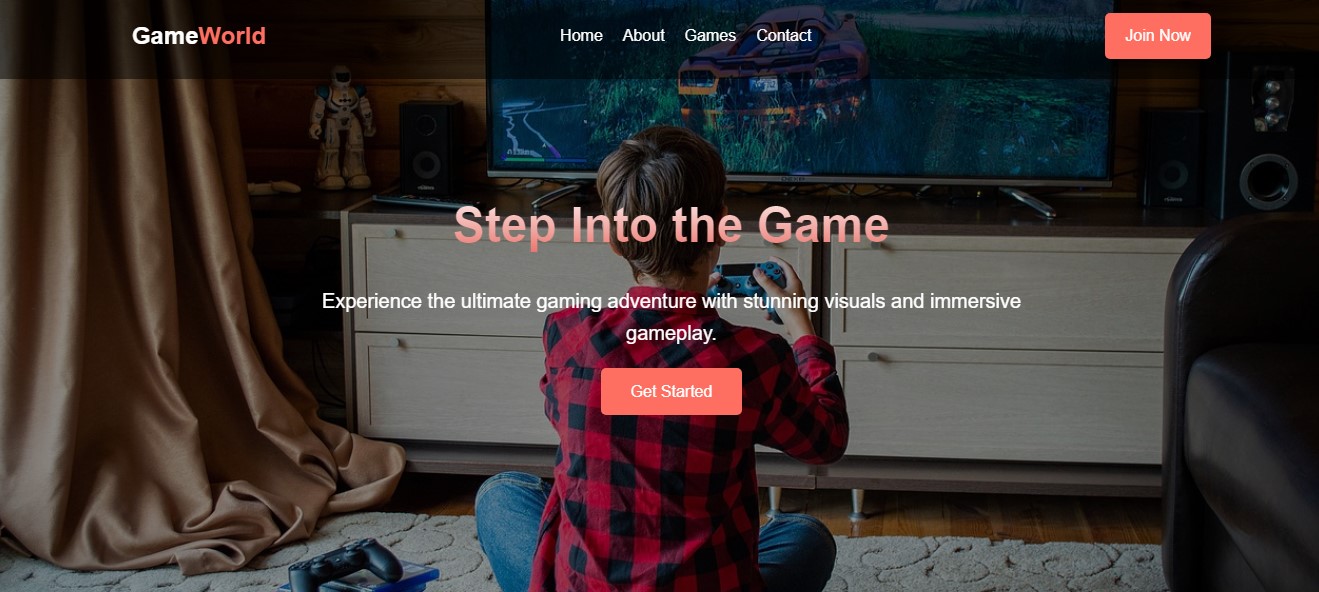 GameWorld
Home About Games Contact
Join Now
Step Into the Game
Experience the ultimate gaming adventure with stunning visuals and immersive
gameplay.
Get Started